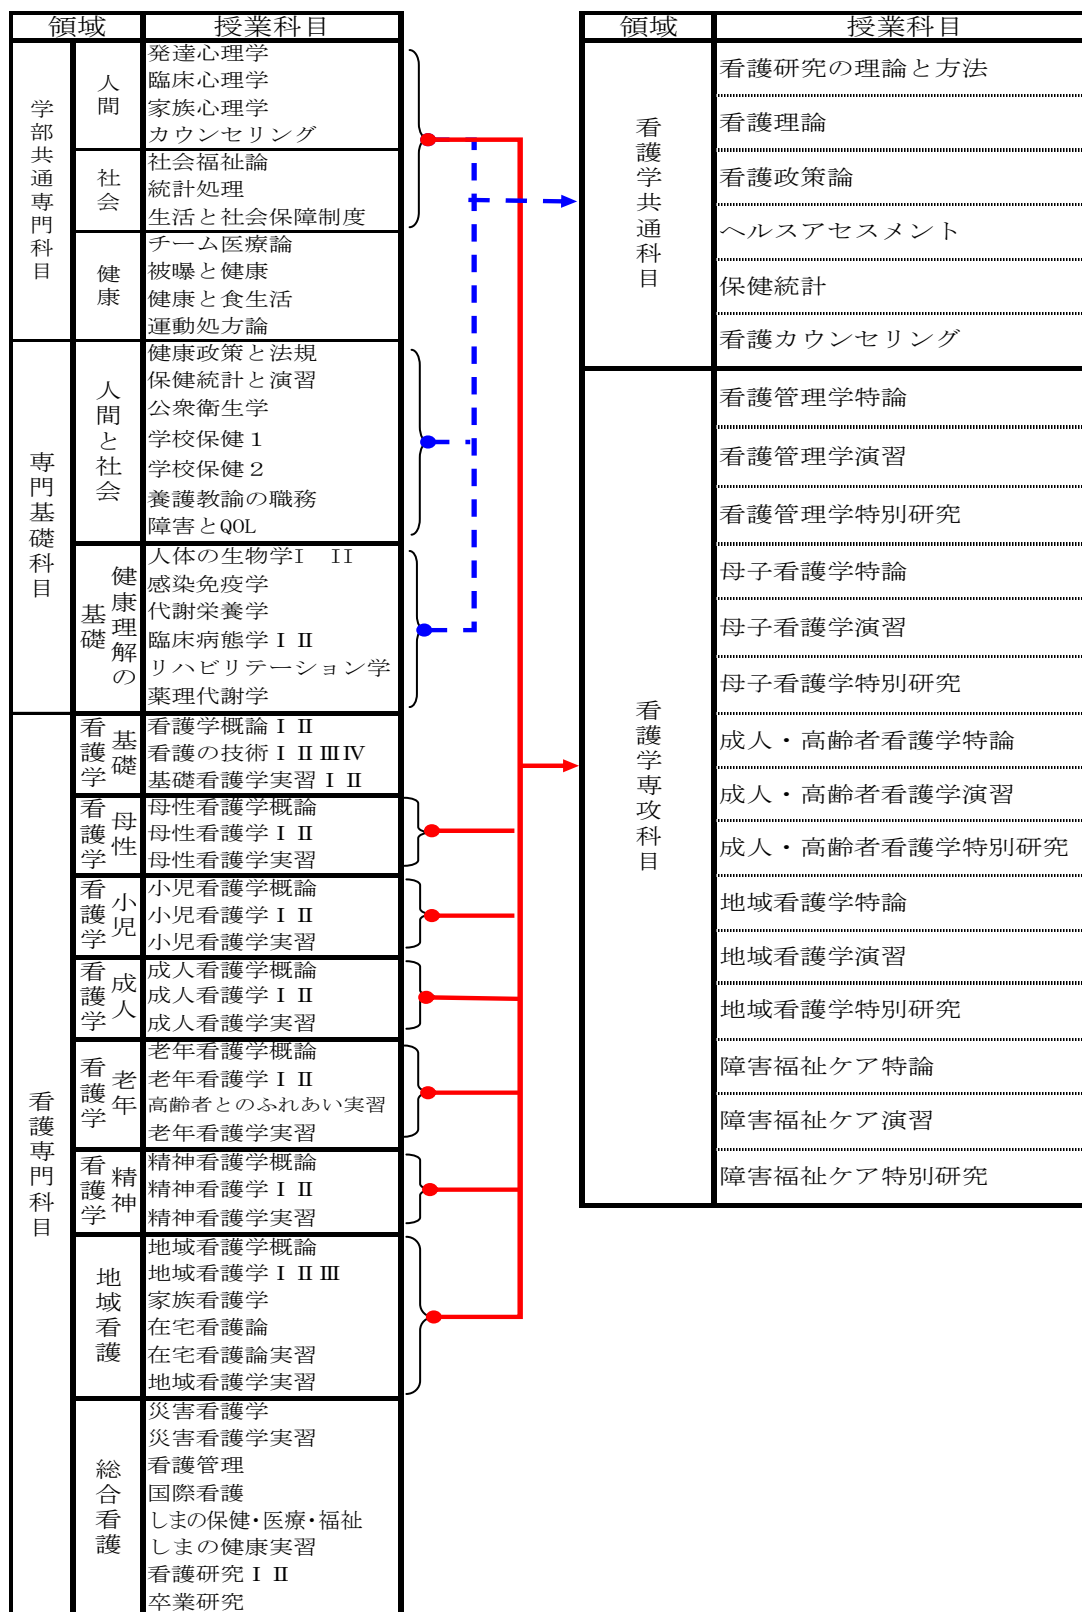 領域 授業科目
学部共通専門科目
人間
発達心理学
臨床心理学
家族心理学
カウンセリング
社会
社会福祉論
統計処理
生活と社会保障制度
健康
チーム医療論
被曝と健康
健康と食生活
運動処方論
専門基礎科目
人間と社会
健康政策と法規
保健統計と演習
公衆衛生学
学校保健１
学校保健２
養護教諭の職務
障害とQOL
健康理解の
基礎
人体の生物学I II
感染免疫学
代謝栄養学
臨床病態学ⅠⅡ
リハビリテーション学
薬理代謝学
看護専門科目
基礎
看護学
看護学概論ⅠⅡ
看護の技術ⅠⅡⅢⅣ
基礎看護学実習ⅠⅡ
母性
看護学
母性看護学概論
母性看護学ⅠⅡ
母性看護学実習
小児
看護学
小児看護学概論
小児看護学ⅠⅡ
小児看護学実習
成人
看護学
成人看護学概論
成人看護学ⅠⅡ
成人看護学実習
老年
看護学
老年看護学概論
老年看護学ⅠⅡ
高齢者とのふれあい実習
老年看護学実習
精神
看護学
精神看護学概論
精神看護学ⅠⅡ
精神看護学実習
地域看護
地域看護学概論
地域看護学ⅠⅡⅢ
家族看護学
在宅看護論
在宅看護論実習
地域看護学実習
総合看護
災害看護学
災害看護学実習
看護管理
国際看護
しまの保健・医療・福祉
しまの健康実習
看護研究ⅠⅡ
卒業研究
領域 授業科目
看護学共通科目
看護研究の理論と方法
看護理論
看護政策論
ヘルスアセスメント
保健統計
看護カウンセリング
看護学専攻科目
看護管理学特論
看護管理学演習
看護管理学特別研究
母子看護学特論
母子看護学演習
母子看護学特別研究
成人・高齢者看護学特論
成人・高齢者看護学演習
成人・高齢者看護学特別研究
地域看護学特論
地域看護学演習
地域看護学特別研究
障害福祉ケア特論
障害福祉ケア演習
障害福祉ケア特別研究